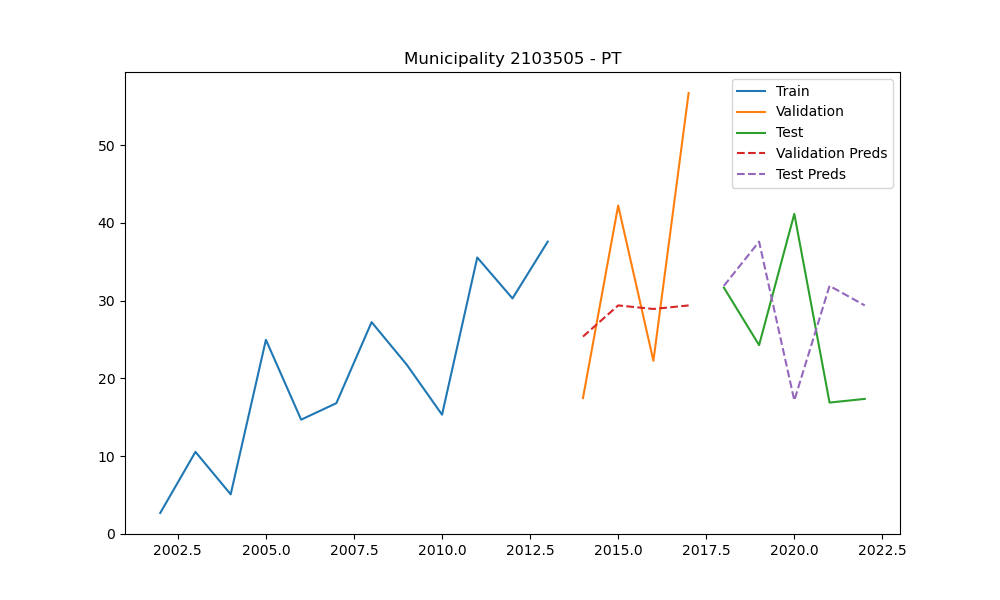 Municipality 2103505 - PT
Train
Validation
Test
Validation Preds
Test Preds
50
40
30
20
10
0
2002.5 2005.0 2007.5 2010.0 2012.5 2015.0 2017.5 2020.0 2022.5